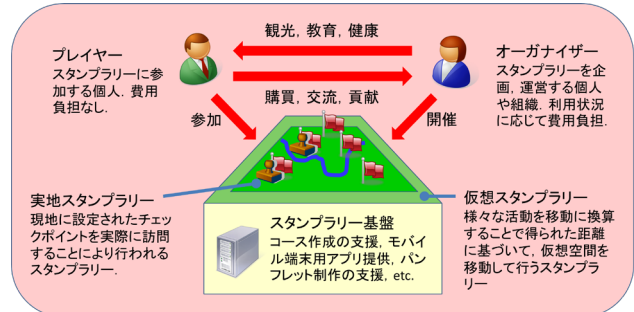 観光, 教育, 健康
プレイヤー
スタンプラリーに参
加する個人. 費用
負担なし.
オーガナイザー
スタンプラリーを企
画, 運営する個人
や組織. 利用状況
に応じて費用負担.
購買, 交流, 貢献
参加
開催
実地スタンプラリー
現地に設定されたチェッ
クポイントを実際に訪問
することにより行われる
スタンプラリー.
仮想スタンプラリー
様々な活動を移動に換算
することで得られた距離
に基づいて, 仮想空間を
移動して行うスタンプラ
リー
スタンプラリー基盤
コース作成の支援, モバイ
ル端末用アプリ提供, パン
フレット制作の支援, etc.